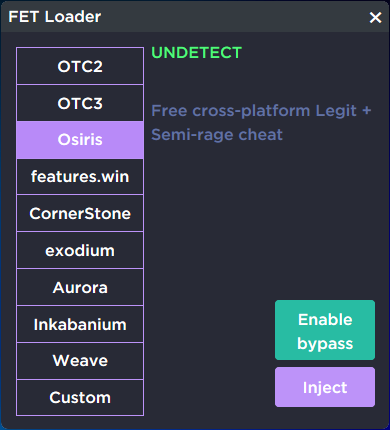 FET Loader
×
OTC2
OTC3
Osiris
features.win
CornerStone
exodium
Aurora
Inkabanium
Weave
Custom
UNDETECT
Free cross-platform Legit +
Semi-rage cheat
Enable
bypass
Inject